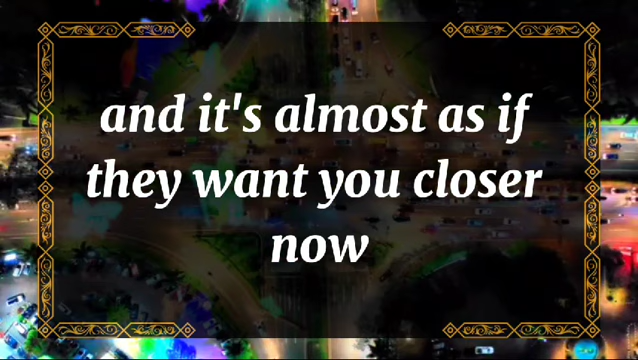 and it's almost as if
they want you closer
now